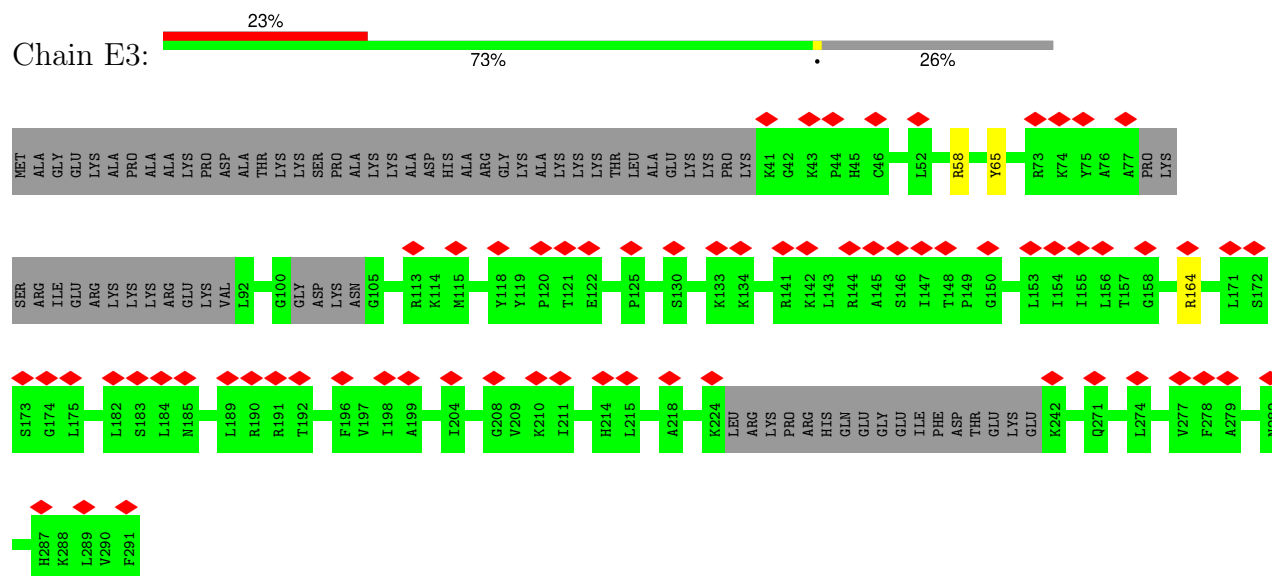 23%
Chain E3:
73% • 26%
MET ALA GLY GLU LYS ALA PRO ALA ALA LYS PRO ASP ALA THR LYS LYS SER PRO ALA LYS LYS ALA ASP HIS ALA ARG GLY LYS ALA LYS LYS LYS THR LEU ALA GLU LYS LYS PRO LYS K41 G42 K43 P44 H45 C46 L52 R58 Y65 R73 K74 Y75 A76 A77 PRO LYS
SER ARG ILE GLU ARG LYS LYS LYS ARG GLU LYS VAL L92 G100 GLY ASP LYS ASN G105 R113 K114 M115 Y118 Y119 P120 T121 E122 P125 S130 K133 K134 R141 K142 L143 R144 A145 S146 I147 T148 P149 G150 L153 I154 I155 L156 T157 G158 R164 L171 S172
S173 G174 L175 L182 S183 L184 N185 L189 R190 R191 T192 F196 V197 I198 A199 I204 G208 V209 K210 I211 H214 L215 A218 K224 LEU ARG LYS PRO ARG HIS GLN GLU GLY GLU ILE PHE ASP THR GLU LYS GLU K242 Q271 L274 V277 F278 A279
H287 K288 L289 V290 F291